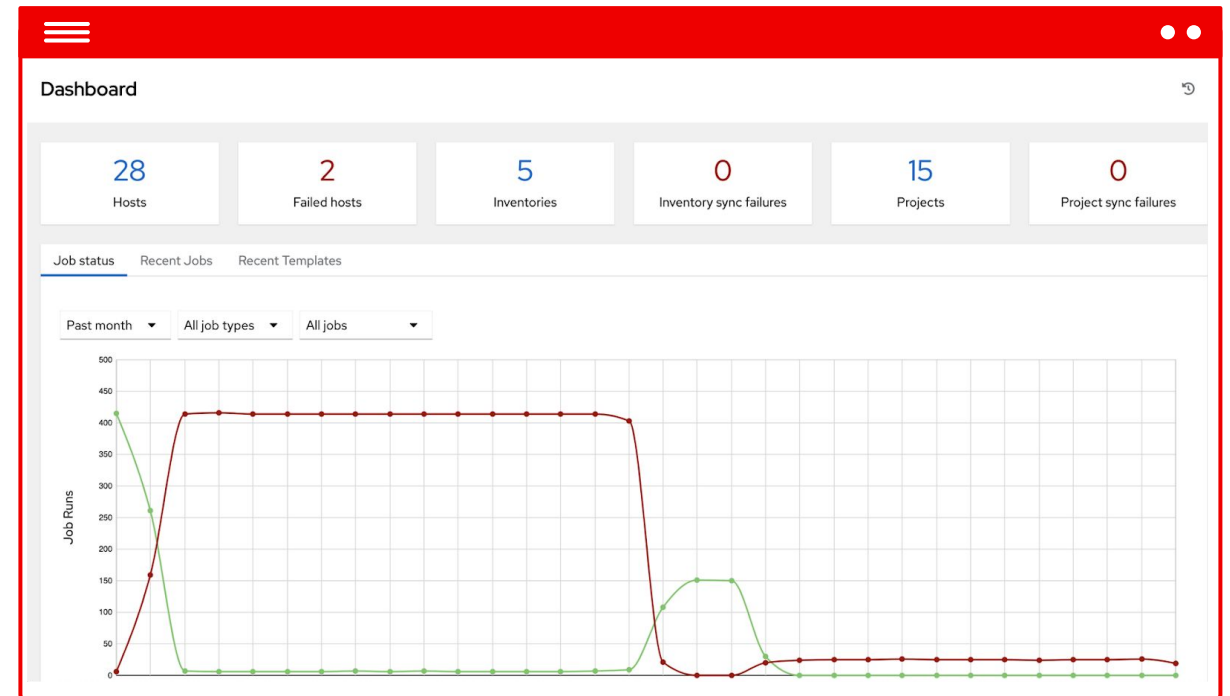 Dashboard
28
Hosts
2
Failed hosts
5
Inventories
0
Inventory sync failures
15
Projects
0
Project sync failures
Job status Recent Jobs Recent Templates
Past month All job types All jobs
500
450
400
350
300
250
200
150
100
50
0
Job Runs